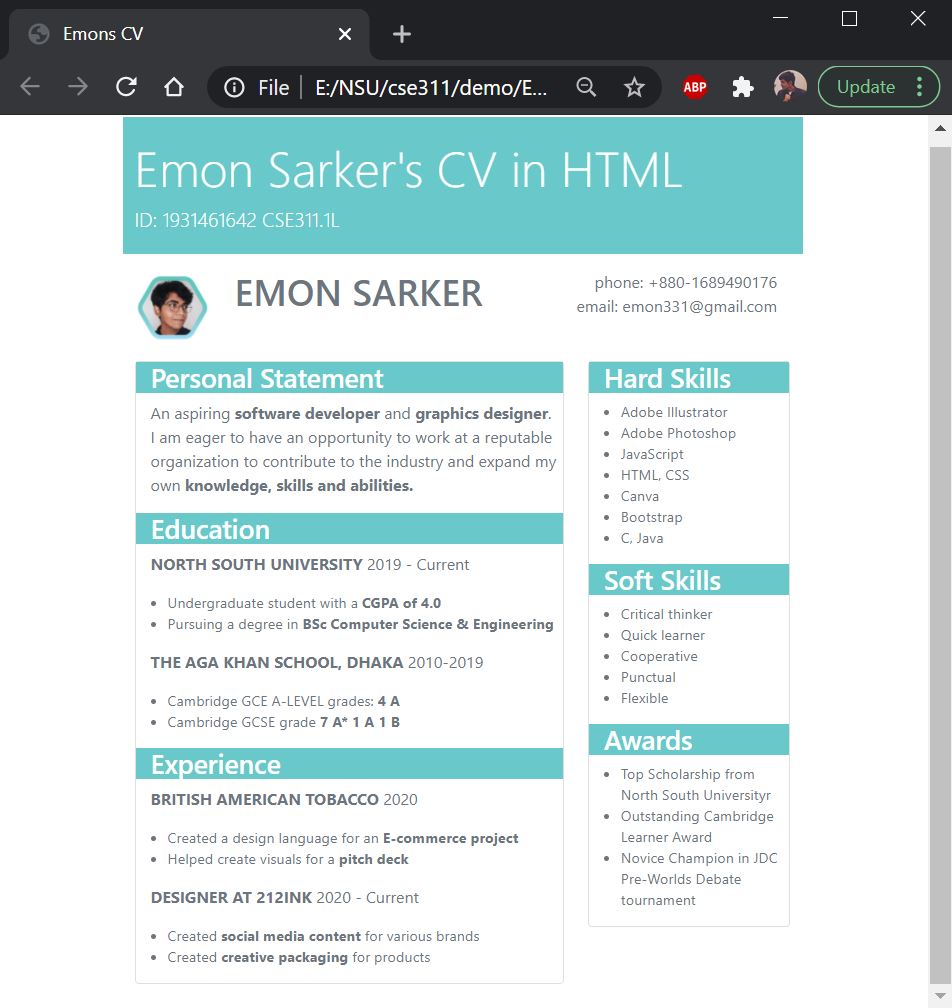 Emons CV
File
E:/NSU/cse311/demo/E...
ABP
Update
Emon Sarker's CV in HTML
ID: 1931461642 CSE311.1L
EMON SARKER
phone: +880-1689490176
email: emon331@gmail.com
Personal Statement
An aspiring software developer and graphics designer.
I am eager to have an opportunity to work at a reputable
organization to contribute to the industry and expand my
own knowledge, skills and abilities.
Education
NORTH SOUTH UNIVERSITY 2019 - Current
Undergraduate student with a CGPA of 4.0
Pursuing a degree in BSc Computer Science & Engineering
THE AGA KHAN SCHOOL, DHAKA 2010-2019
Cambridge GCE A-LEVEL grades: 4 A
Cambridge GCSE grade 7 A* 1 A 1 B
Experience
BRITISH AMERICAN TOBACCO 2020
Created a design language for an E-commerce project
Helped create visuals for a pitch deck
DESIGNER AT 212INK 2020 - Current
Created social media content for various brands
Created creative packaging for products
Hard Skills
Adobe Illustrator
Adobe Photoshop
JavaScript
HTML, CSS
Canva
Bootstrap
C, Java
Soft Skills
Critical thinker
Quick learner
Cooperative
Punctual
Flexible
Awards
Top Scholarship from
North South Universityr
Outstanding Cambridge
Learner Award
Novice Champion in JDC
Pre-Worlds Debate
tournament